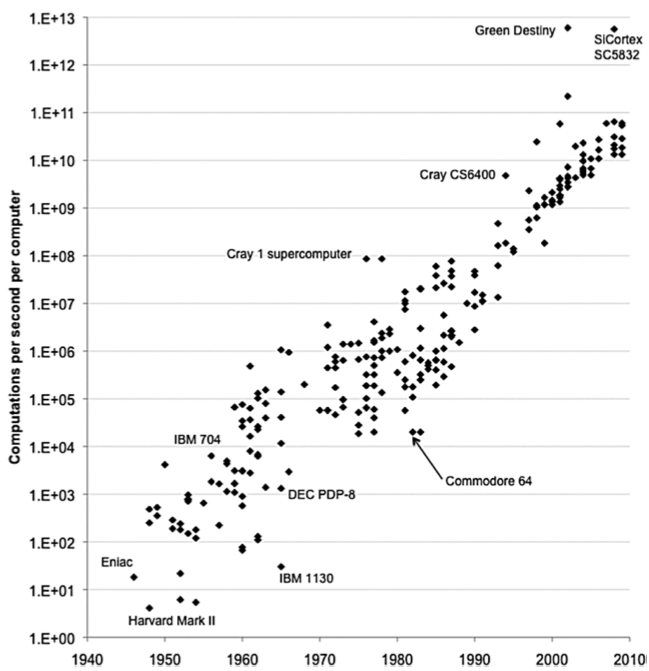 Computations per second per computer
1.E+13
1.E+12
1.E+11
1.E+10
1.E+09
1.E+08
1.E+07
1.E+06
1.E+05
1.E+04
1.E+03
1.E+02
1.E+01
1.E+00
Green Destiny
SiCortex
SC5832
Cray CS6400
Cray 1 supercomputer
IBM 704
Commodore 64
DEC PDP-8
Eniac
IBM 1130
Harvard Mark II
1940
1950
1960
1970
1980
1990
2000
2010